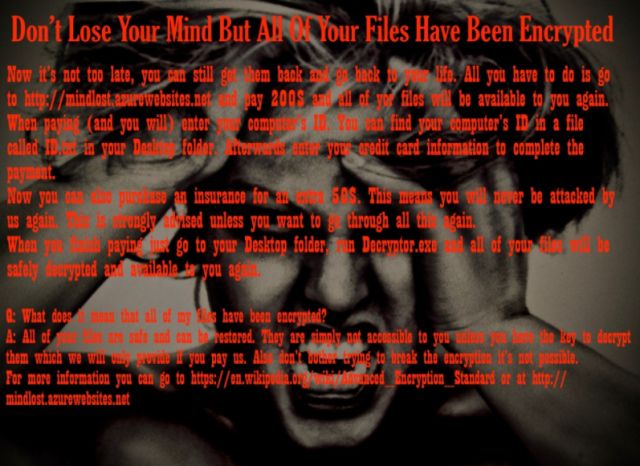 Don't Lose Your Mind But All Of Your Files Have Been Encrypted
Now it's not too late, you can still get them back and go back to your life. All you have to do is go
to http://mindlost.azurewebsites.net and pay 200$ and all of yor files will be available to you again.
When paying (and you will) enter your computer's ID. You can find your computer's ID in a file
called ID.txt in your Desktop folder. Afterwards enter your credit card information to complete the
payment.
Now you can also purchase an insurance for an extra 50$. This means you will never be attacked by
us again. This is strongly advised unless you want to go through all this again.
When you finish paying just go to your Desktop folder, run Decryptor.exe and all of your files will be
safely decrypted and available to you again.
Q: What does it mean that all of my files have been encrypted?
A: All of your files are safe and can be restored. They are simply not accessible to you unless you have the key to decrypt
them which we will only provide if you pay us. Also don't bother trying to break the encryption it's not possible.
For more information you can go to https://en.wikipedia.org/wiki/Advanced_Encryption_Standard or at http://
mindlost.azurewebsites.net